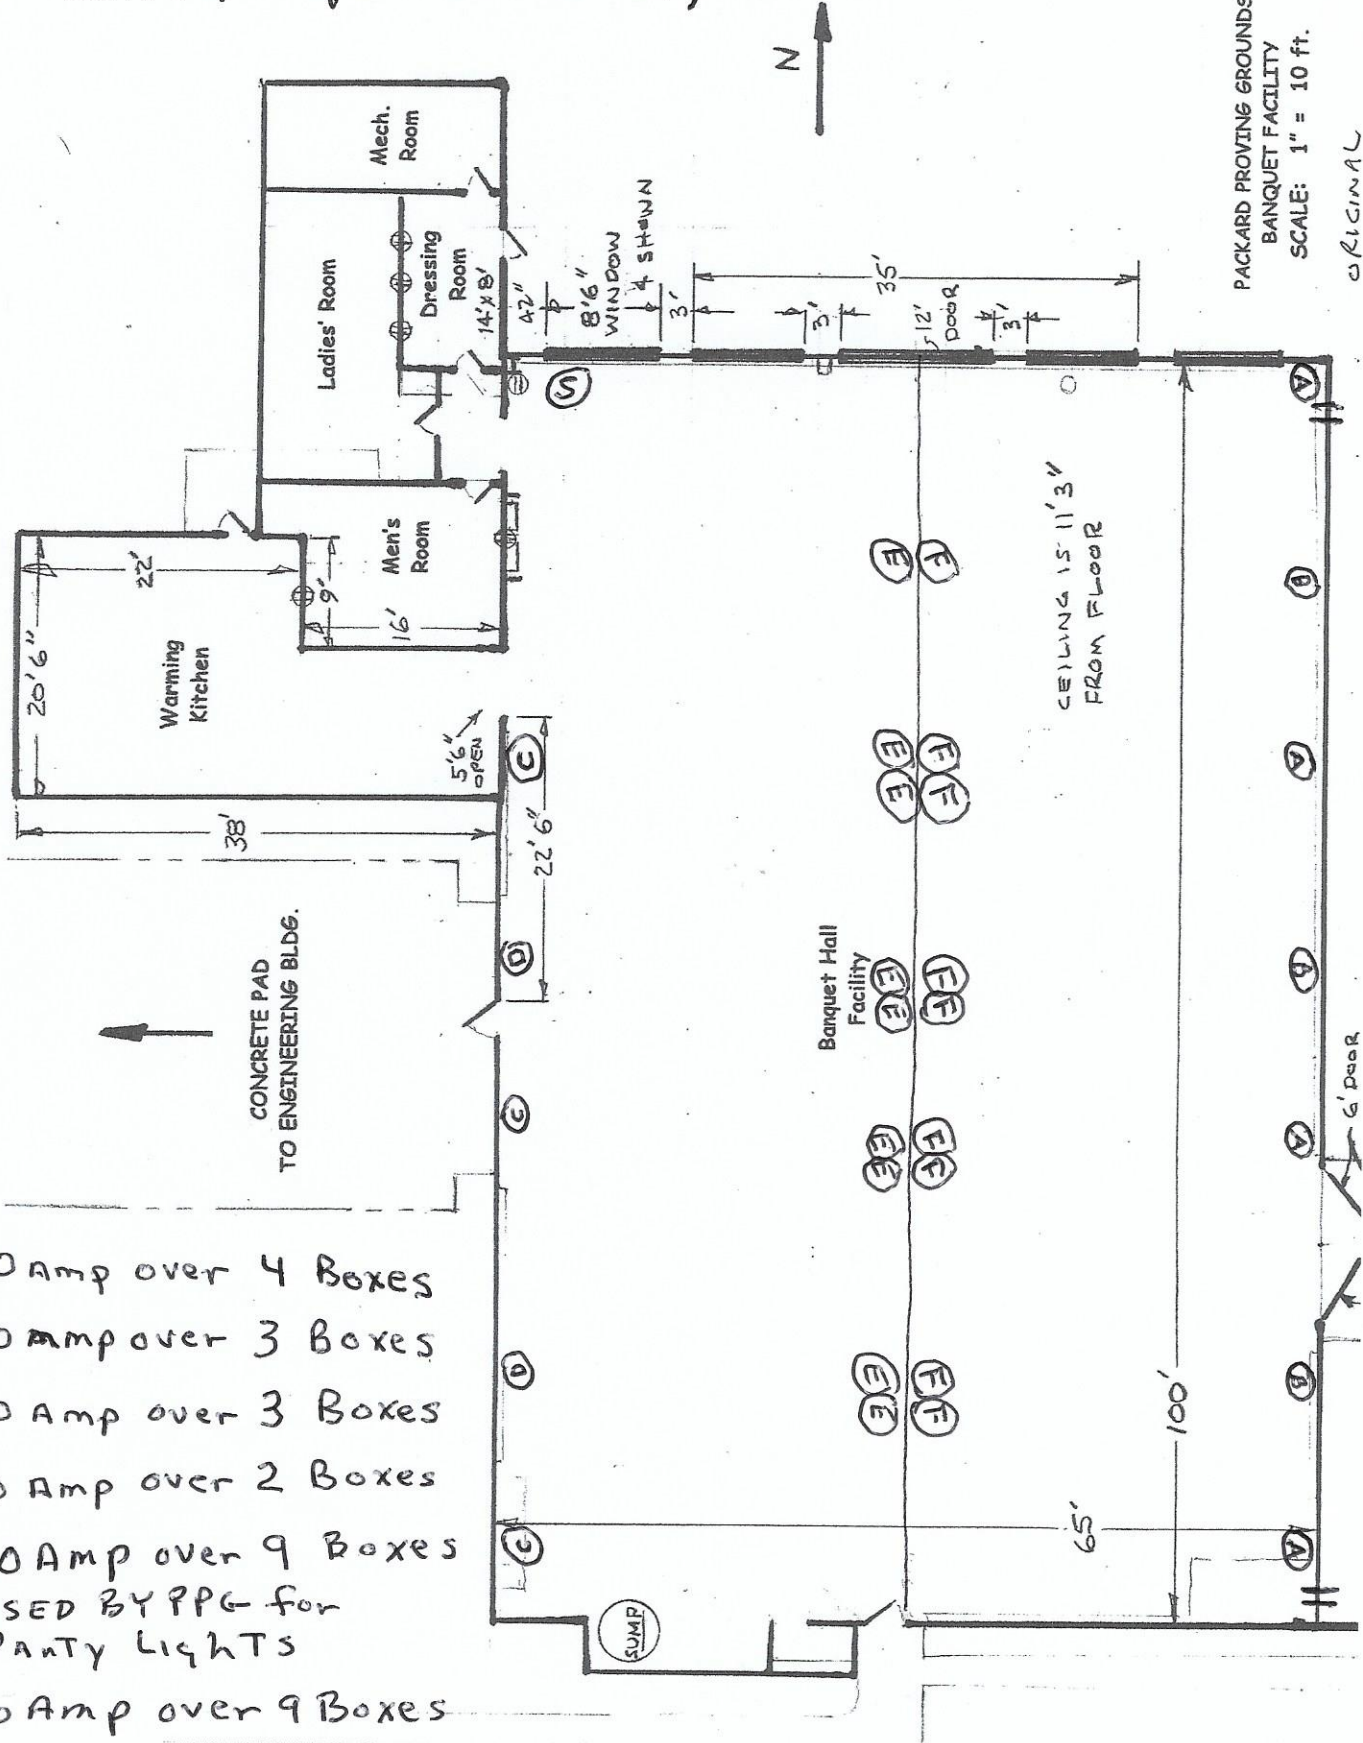 N
PACKARD PROVING GROUNDS
BANQUET FACILITY
SCALE: 1" = 10 ft.
ORIGINAL
Mech.
Room
Ladies' Room
Dressing
Room
14' x 8'
42"
8'6"
WINDOW
4 SHOWN
3'
35'
3'
12'
DOOR
3'
S
A
Men's
Room
16'
9'
22'
20'6"
Warming
Kitchen
5'6"
OPEN
C
22'6"
38'
CONCRETE PAD
TO ENGINEERING BLDG.
D
C
D
C
CEILING IS 11'3"
FROM FLOOR
E
F
E
F
E
F
Banquet Hall
Facility
E
F
E
F
E
F
E
F
E
F
E
F
B
A
B
A
6' DOOR
B
A
100'
65'
SUMP
Amp over 4 Boxes
over 3 Boxes
Amp over 3 Boxes
Amp over 2 Boxes
Amp over 9 Boxes
BY PPG for
PARTY LIGHTS
Amp over 9 Boxes